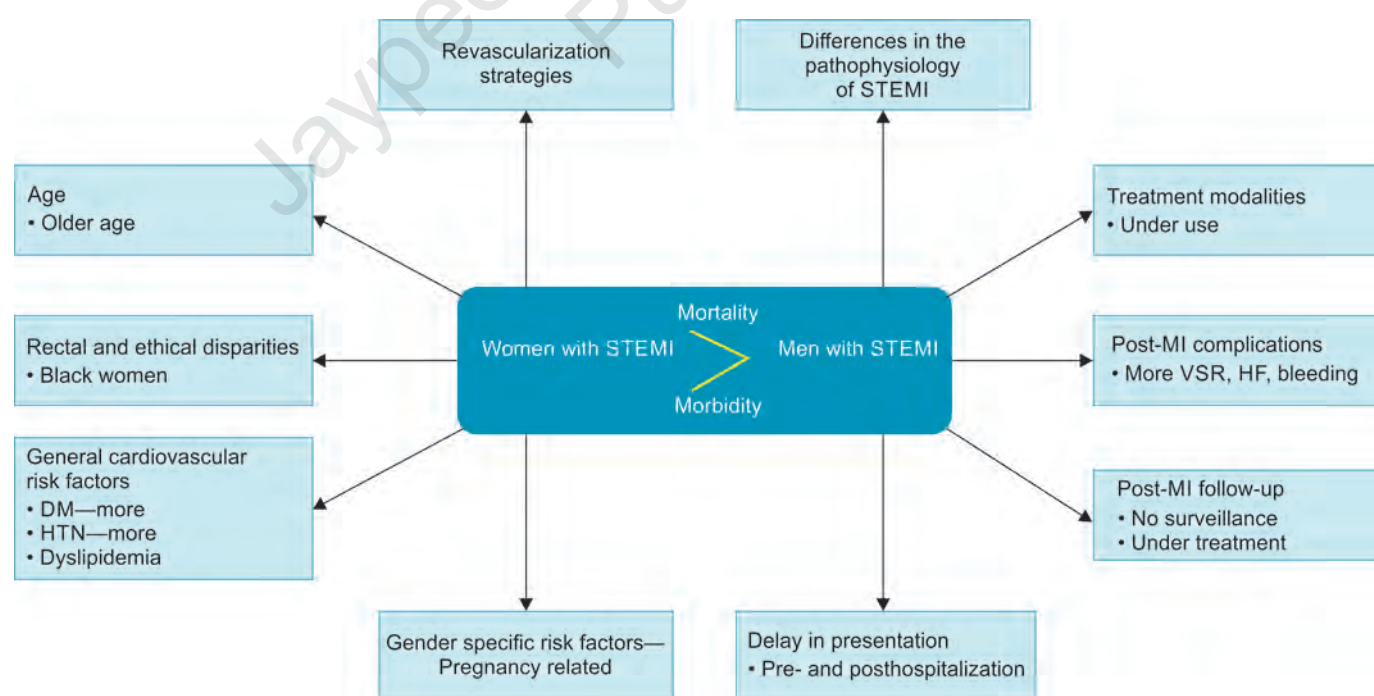 Revascularization
strategies
Differences in the
pathophysiology
of STEMI
Age
• Older age
Treatment modalities
• Under use
Rectal and ethical disparities
• Black women
Mortality
Women with STEMI
Men with STEMI
Morbidity
Post-MI complications
• More VSR, HF, bleeding
General cardiovascular
risk factors
• DM—more
• HTN—more
• Dyslipidemia
Post-MI follow-up
• No surveillance
• Under treatment
Gender specific risk factors—
Pregnancy related
Delay in presentation
• Pre- and posthospitalization